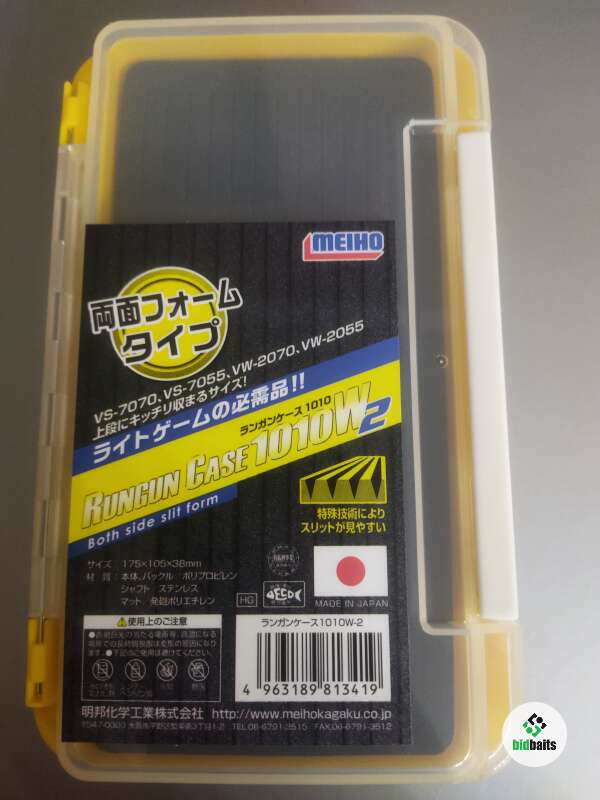 MEIHO
両面フォーム
タイプ
VS-7070、VS-7055、VW-2070、VW-2055
上段にキッチリ収まるサイズ!
ライトゲームの必需品!!
ランガンケース1010
RUNGUN CASE 1010W2
Both side slit form
特殊技術により
スリットが見やすい
サイズ : 175×105×38mm
材 質 : 本体、バックル ポリプロピレン
シャフト ステンレス
マット 発泡ポリエチレン
HG
MADE IN JAPAN
使用上のご注意
ランガンケース1010W-2
4 963189 813419
明邦化学工業株式会社 http://www.meihokagaku.co.jp
bidbaits